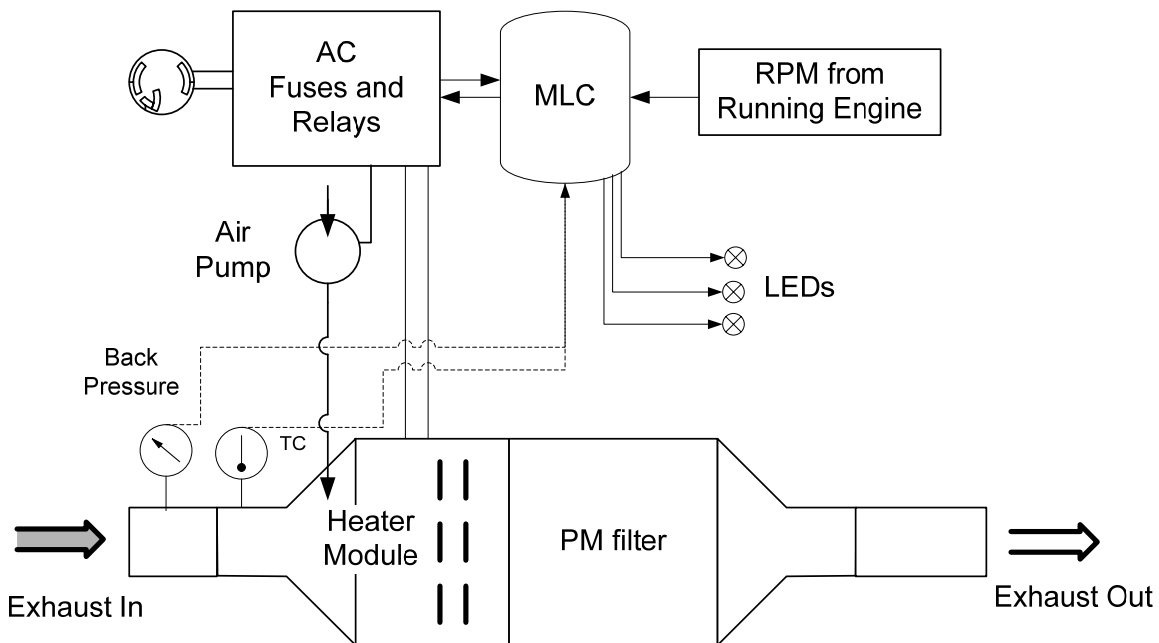 AC
Fuses and
Relays
MLC
RPM from
Running Engine
Air
Pump
LEDs
Back
Pressure
TC
Heater
Module
PM filter
Exhaust In
Exhaust Out